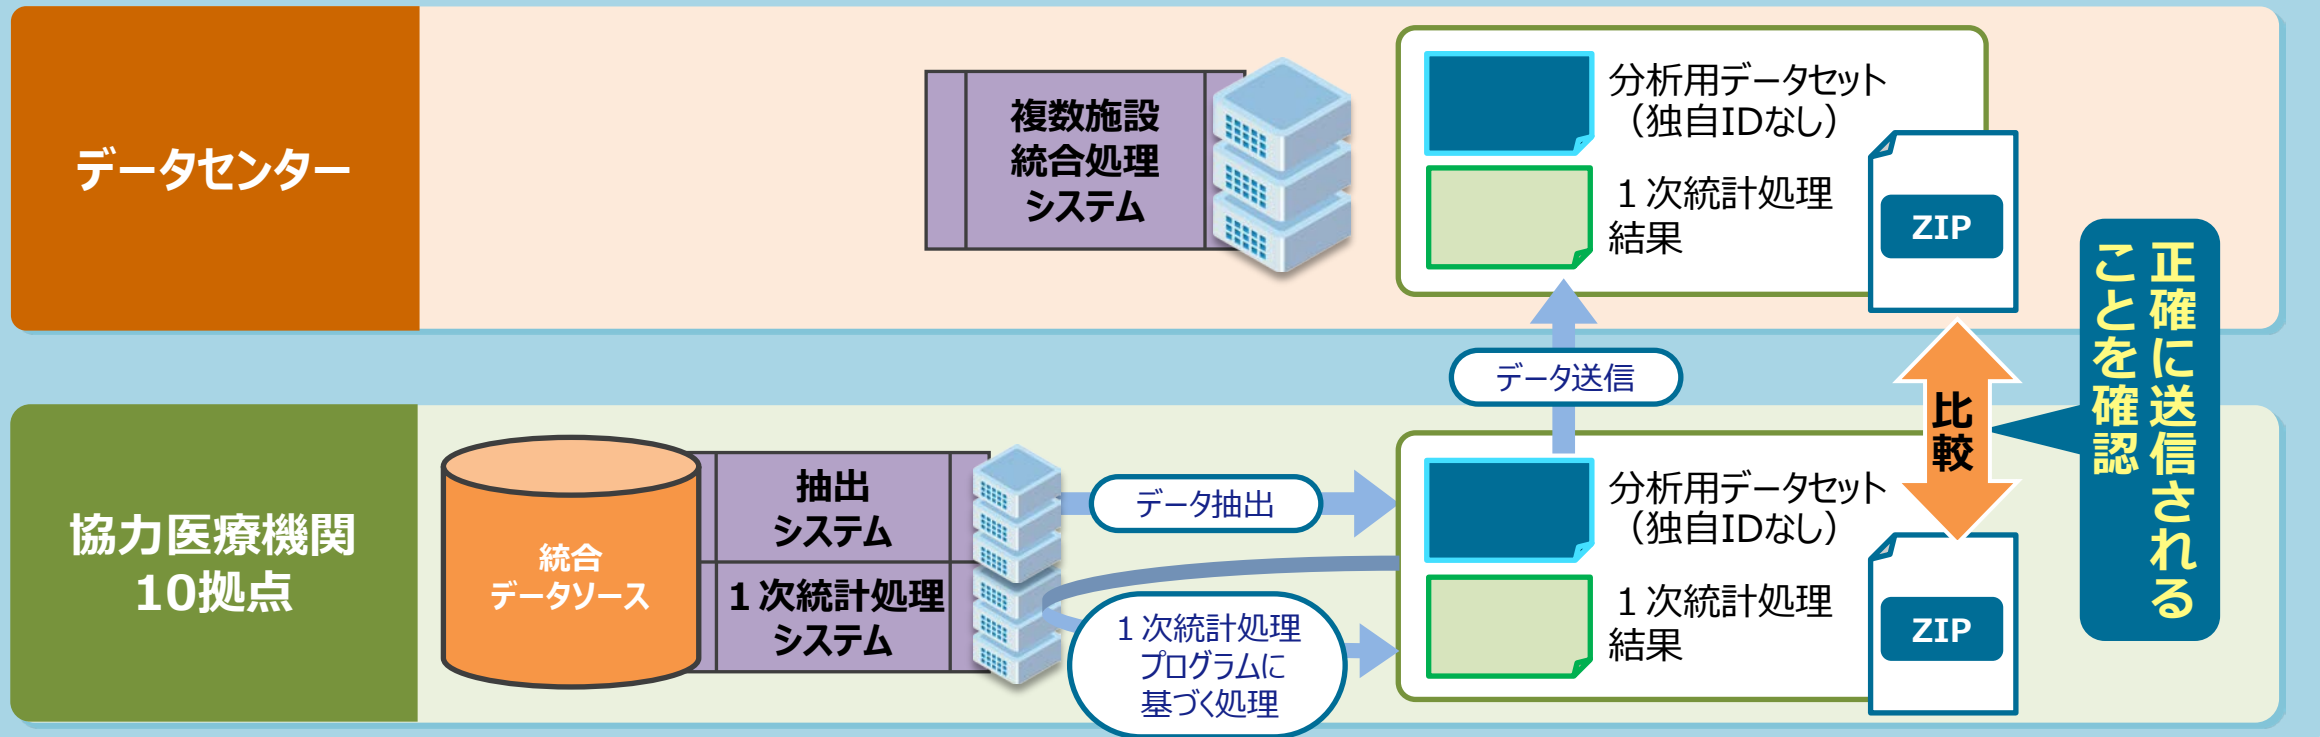 データセンター
複数施設
統合処理
システム
分析用データセット
（独自IDなし）
１次統計処理
結果
ZIP
データ送信
比較
正確に送信される
ことを確認
協力医療機関
10拠点
統合
データソース
抽出
システム
１次統計処理
システム
データ抽出
１次統計処理
プログラムに
基づく処理
分析用データセット
（独自IDなし）
１次統計処理
結果
ZIP